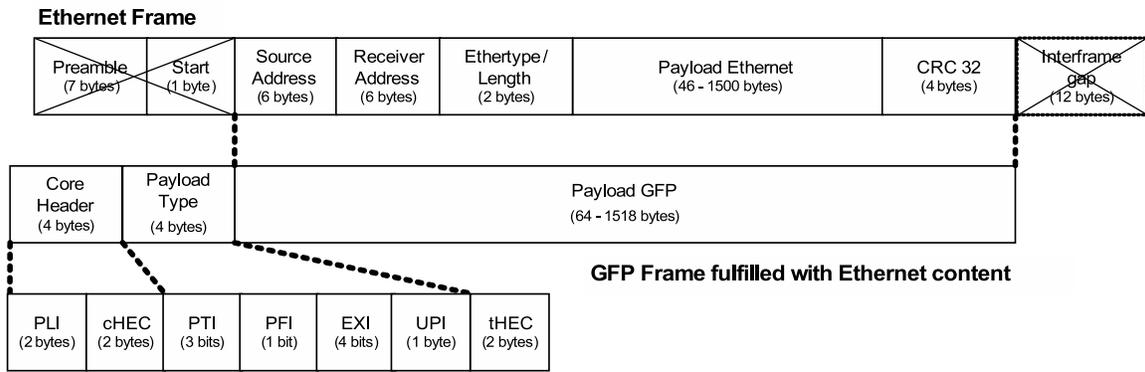 Ethernet Frame
Preamble
(7 bytes)
Start
(1 byte)
Source
Address
(6 bytes)
Receiver
Address
(6 bytes)
Ethertype/
Length
(2 bytes)
Payload Ethernet
(46 - 1500 bytes)
CRC 32
(4 bytes)
Interframe
gap
(12 bytes)
Core
Header
(4 bytes)
Payload
Type
(4 bytes)
Payload GFP
(64 - 1518 bytes)
GFP Frame fulfilled with Ethernet content
PLI
(2 bytes)
cHEC
(2 bytes)
PTI
(3 bits)
PFI
(1 bit)
EXI
(4 bits)
UPI
(1 byte)
tHEC
(2 bytes)